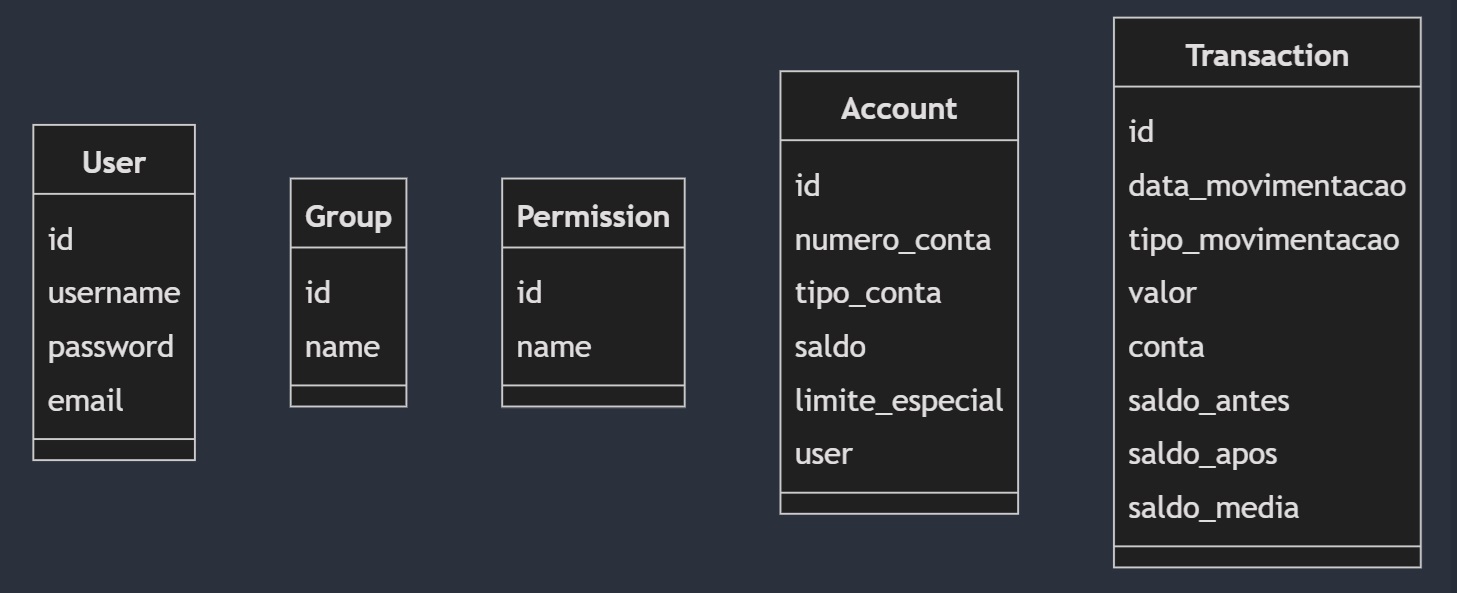 User
id
username
password
email
Group
id
name
Permission
id
name
Account
id
numero_conta
tipo_conta
saldo
limite_especial
user
Transaction
id
data_movimentacao
tipo_movimentacao
valor
conta
saldo_antes
saldo_apos
saldo_media